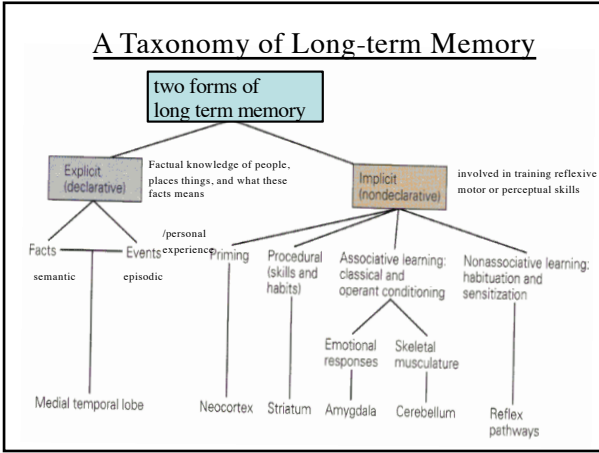 A Taxonomy of Long-term Memory
two forms of
long term memory
Explicit
(declarative)
Factual knowledge of people,
places things, and what these
facts means
Implicit
(nondeclarative)
involved in training reflexive
motor or perceptual skills
Facts
semantic
Events
episodic
/personal
experience
Priming
Procedural
(skills and
habits)
Associative learning:
classical and
operant conditioning
Nonassociative learning:
habituation and
sensitization
Emotional
responses
Skeletal
musculature
Medial temporal lobe
Neocortex
Striatum
Amygdala
Cerebellum
Reflex
pathways